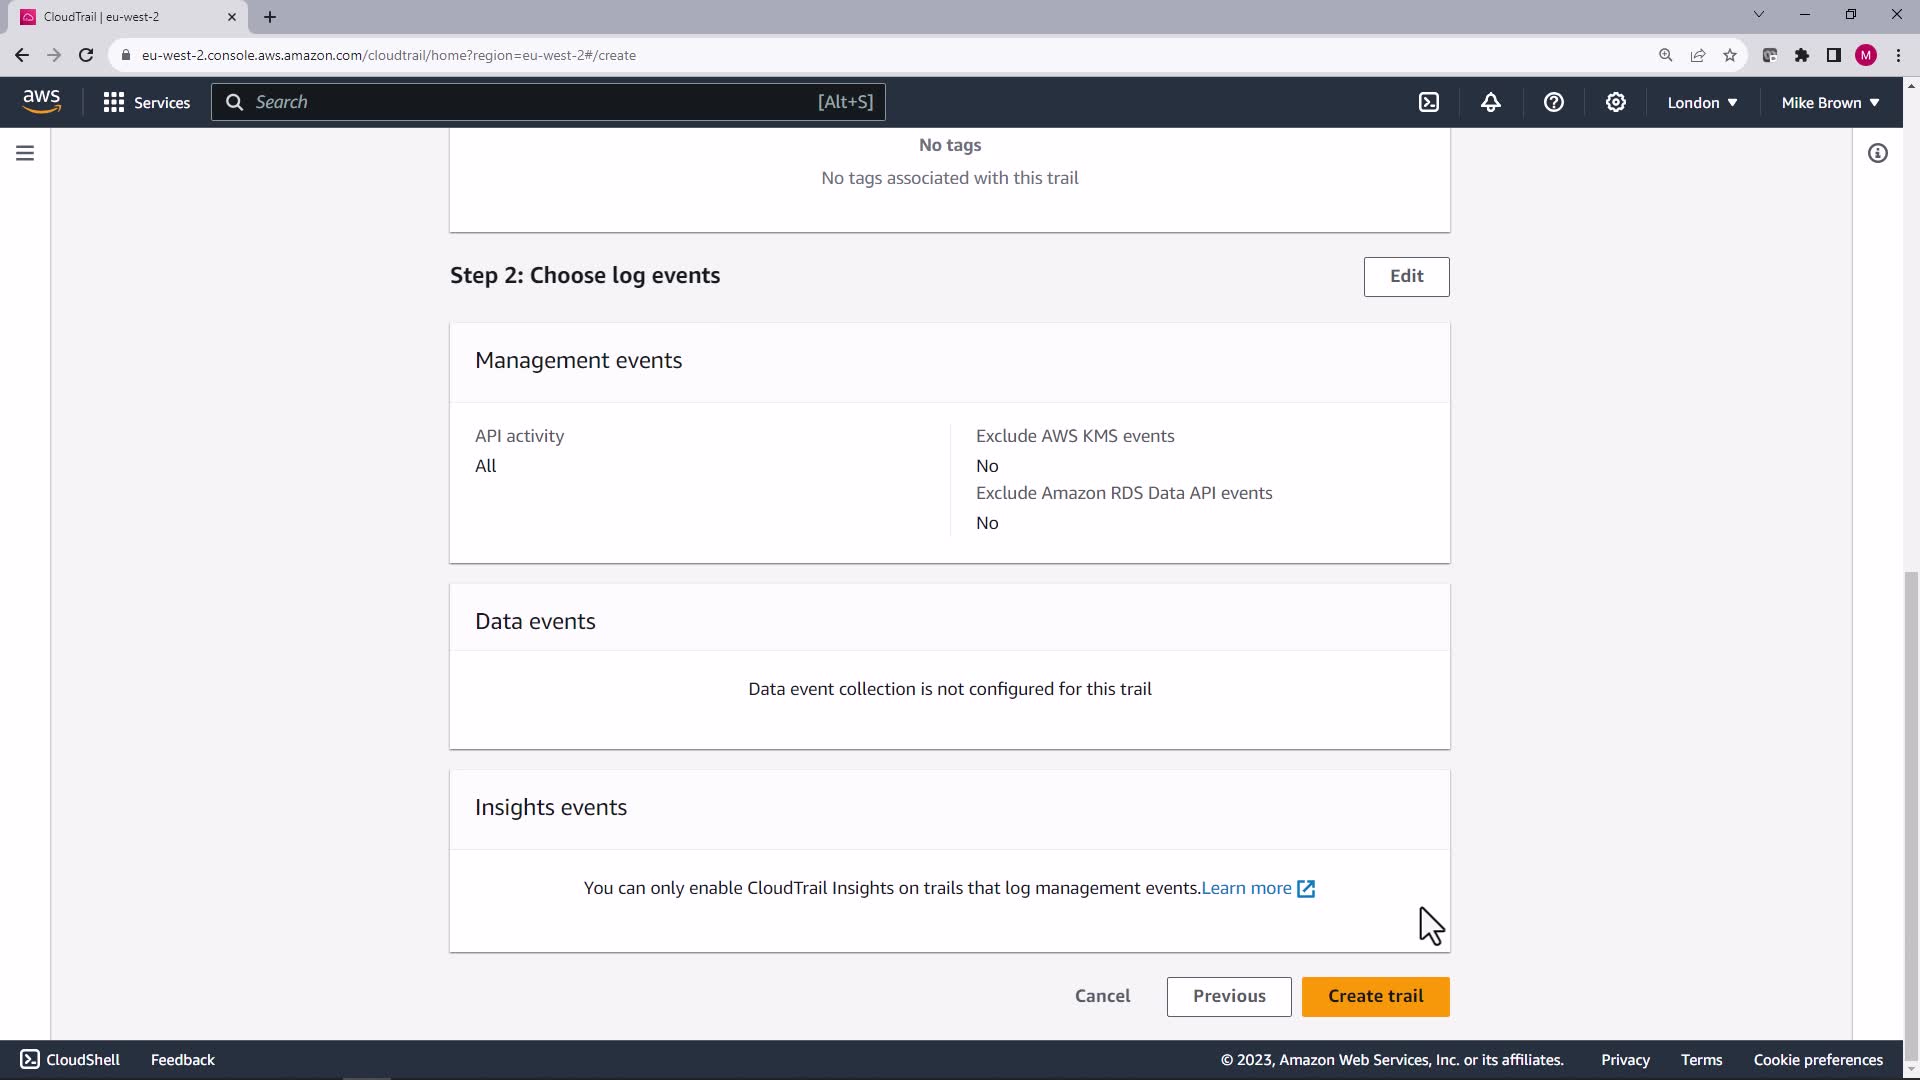 CloudTrail | eu-west-2
eu-west-2.console.aws.amazon.com/cloudtrail/home?region=eu-west-2#/create
M
aws
Services
Search
[Alt+S]
London
Mike Brown
No tags
No tags associated with this trail
Step 2: Choose log events
Edit
Management events
API activity
All
Exclude AWS KMS events
No
Exclude Amazon RDS Data API events
No
Data events
Data event collection is not configured for this trail
Insights events
You can only enable CloudTrail Insights on trails that log management events.Learn more
Cancel
Previous
Create trail
CloudShell
Feedback
© 2023, Amazon Web Services, Inc. or its affiliates.
Privacy
Terms
Cookie preferences